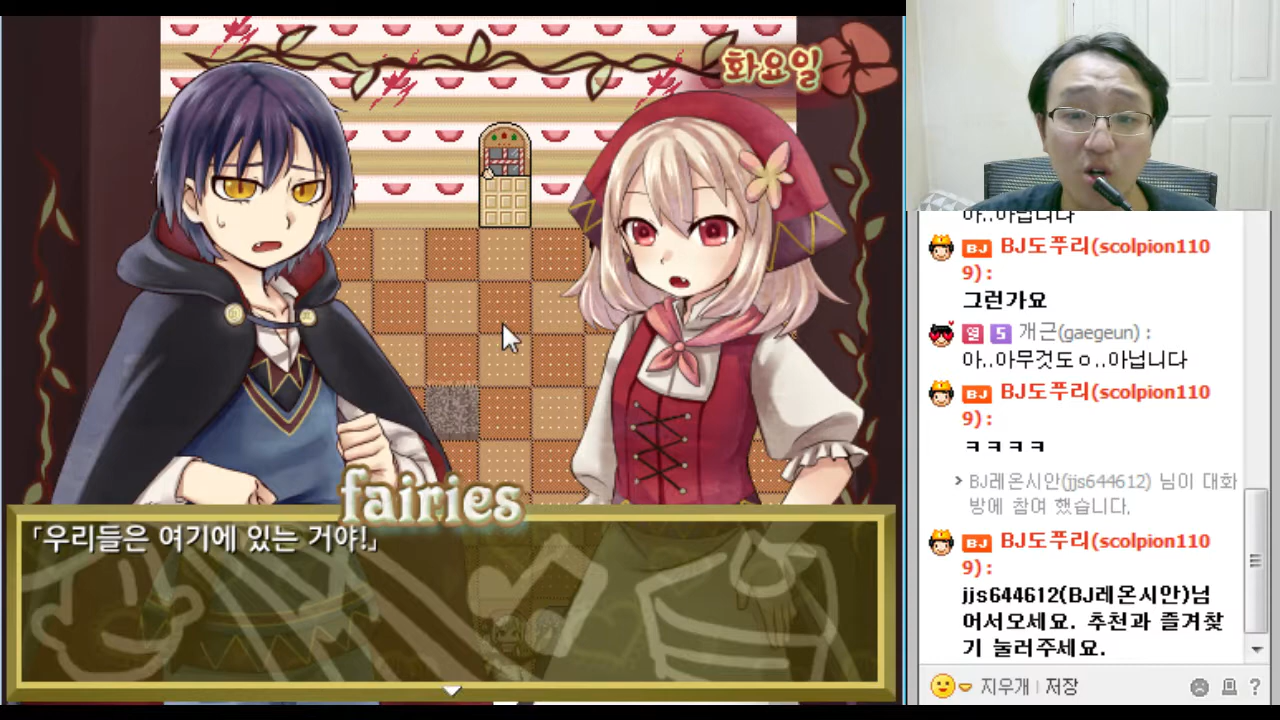 화요일
fairies
「우리들은 여기에 있는 거야!」
아..아닙니다
BJ BJ도푸리(scolpion110
9) :
그런가요
열 5 개근(gaegeun) :
아..아무것도ㅇ..아닙니다
BJ BJ도푸리(scolpion110
9) :
ㅋㅋㅋㅋ
> BJ레온시안(jjs644612) 님이 대화
방에 참여 했습니다.
BJ BJ도푸리(scolpion110
9) :
jjs644612(BJ레온시안)님
어서오세요. 추천과 즐겨찾
기 눌러주세요.
지우개 | 저장
?